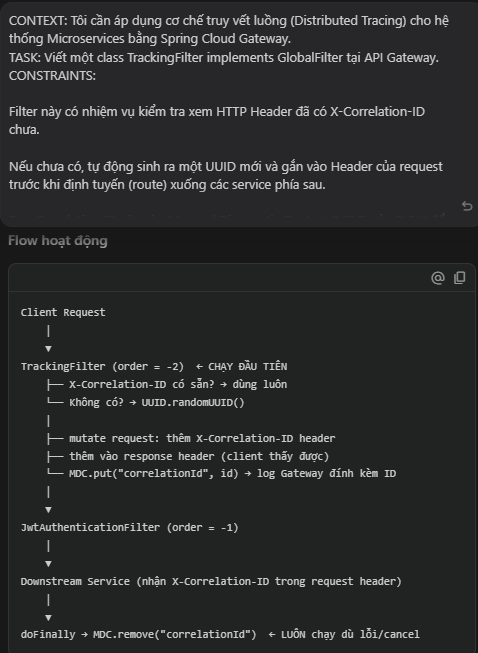 CONTEXT: Tôi cần áp dụng cơ chế truy vết luồng (Distributed Tracing) cho hệ
thống Microservices bằng Spring Cloud Gateway.
TASK: Viết một class TrackingFilter implements GlobalFilter tại API Gateway.
CONSTRAINTS:
Filter này có nhiệm vụ kiểm tra xem HTTP Header đã có X-Correlation-ID
chưa.
Nếu chưa có, tự động sinh ra một UUID mới và gắn vào Header của request
trước khi định tuyến (route) xuống các service phía sau.
Flow hoạt động
Client Request
|
▼
TrackingFilter (order = -2) ← CHẠY ĐẦU TIÊN
├── X-Correlation-ID có sẵn? → dùng luôn
└── Không có? → UUID.randomUUID()
|
├── mutate request: thêm X-Correlation-ID header
├── thêm vào response header (client thấy được)
└── MDC.put("correlationId", id) → log Gateway đính kèm ID
|
▼
JwtAuthenticationFilter (order = -1)
|
▼
Downstream Service (nhận X-Correlation-ID trong request header)
|
▼
doFinally → MDC.remove("correlationId") ← LUÔN chạy dù lỗi/cancel